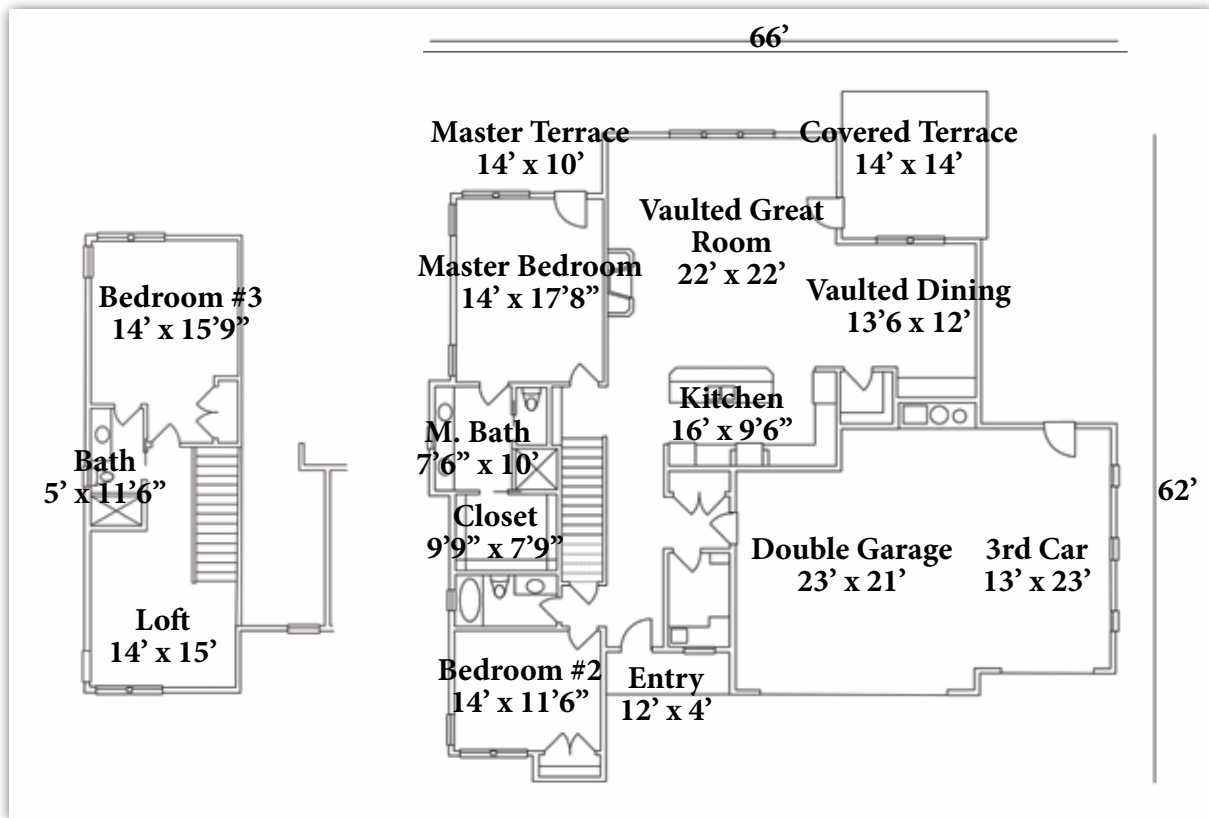 66’
Master Terrace
14’ x 10’
Covered Terrace
14’ x 14’
Vaulted Great
Room
22’ x 22’
Master Bedroom
14’ x 17’8”
Vaulted Dining
13’6 x 12’
Bedroom #3
14’ x 15’9”
Kitchen
16’ x 9’6”
M. Bath
7’6” x 10’
Bath
5’ x 11’6”
62’
Closet
9’9” x 7’9”
Double Garage
23’ x 21’
3rd Car
13’ x 23’
Loft
14’ x 15’
Bedroom #2
14’ x 11’6”
Entry
12’ x 4’